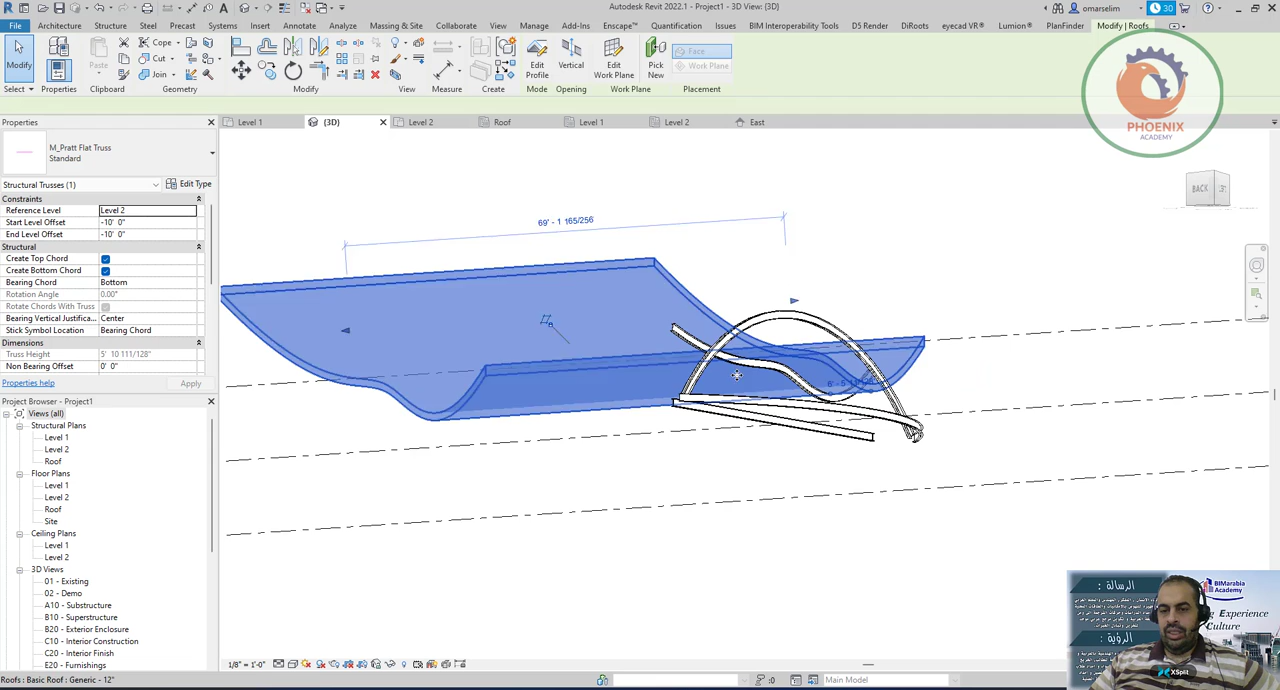 Autodesk Revit 2022.1 - Project1 - 3D View: {3D}
omarselim
30
File Architecture Structure Steel Precast Systems Insert Annotate Analyze Massing & Site Collaborate View Manage Add-Ins Enscape™ Quantification Issues BIM Interoperability Tools D5 Render DiRoots eyecad VR® Lumion® PlanFinder Modify | Roofs
Modify
Paste
Cope
Cut
Join
Edit Profile
Vertical
Edit Work Plane
Pick New
Face
Work Plane
Select Properties Clipboard Geometry Modify View Measure Create Mode Opening Work Plane Placement
PHOENIX
ACADEMY
Properties
Level 1 {3D} Level 2 Roof Level 1 Level 2 East
M_Pratt Flat Truss
Standard
Structural Trusses (1) Edit Type
Constraints
Reference Level Level 2
Start Level Offset -10' 0"
End Level Offset -10' 0"
Structural
Create Top Chord
Create Bottom Chord
Bearing Chord Bottom
Rotation Angle 0.00°
Rotate Chords With Truss
Bearing Vertical Justifica... Center
Stick Symbol Location Bearing Chord
Dimensions
Truss Height 5' 10 111/128"
Non Bearing Offset 0' 0"
Properties help Apply
Project Browser - Project1
Views (all)
Structural Plans
Level 1
Level 2
Roof
Floor Plans
Level 1
Level 2
Roof
Site
Ceiling Plans
Level 1
Level 2
3D Views
01 - Existing
02 - Demo
A10 - Substructure
B10 - Superstructure
B20 - Exterior Enclosure
C10 - Interior Construction
C20 - Interior Finish
E20 - Furnishings
69' - 1 165/256"
BACK
1/8" = 1'-0"
Roofs : Basic Roof : Generic - 12"
:0
Main Model
الرسالة :
الرؤية :
BIMarabia
Academy
Experience
Culture
XSplit